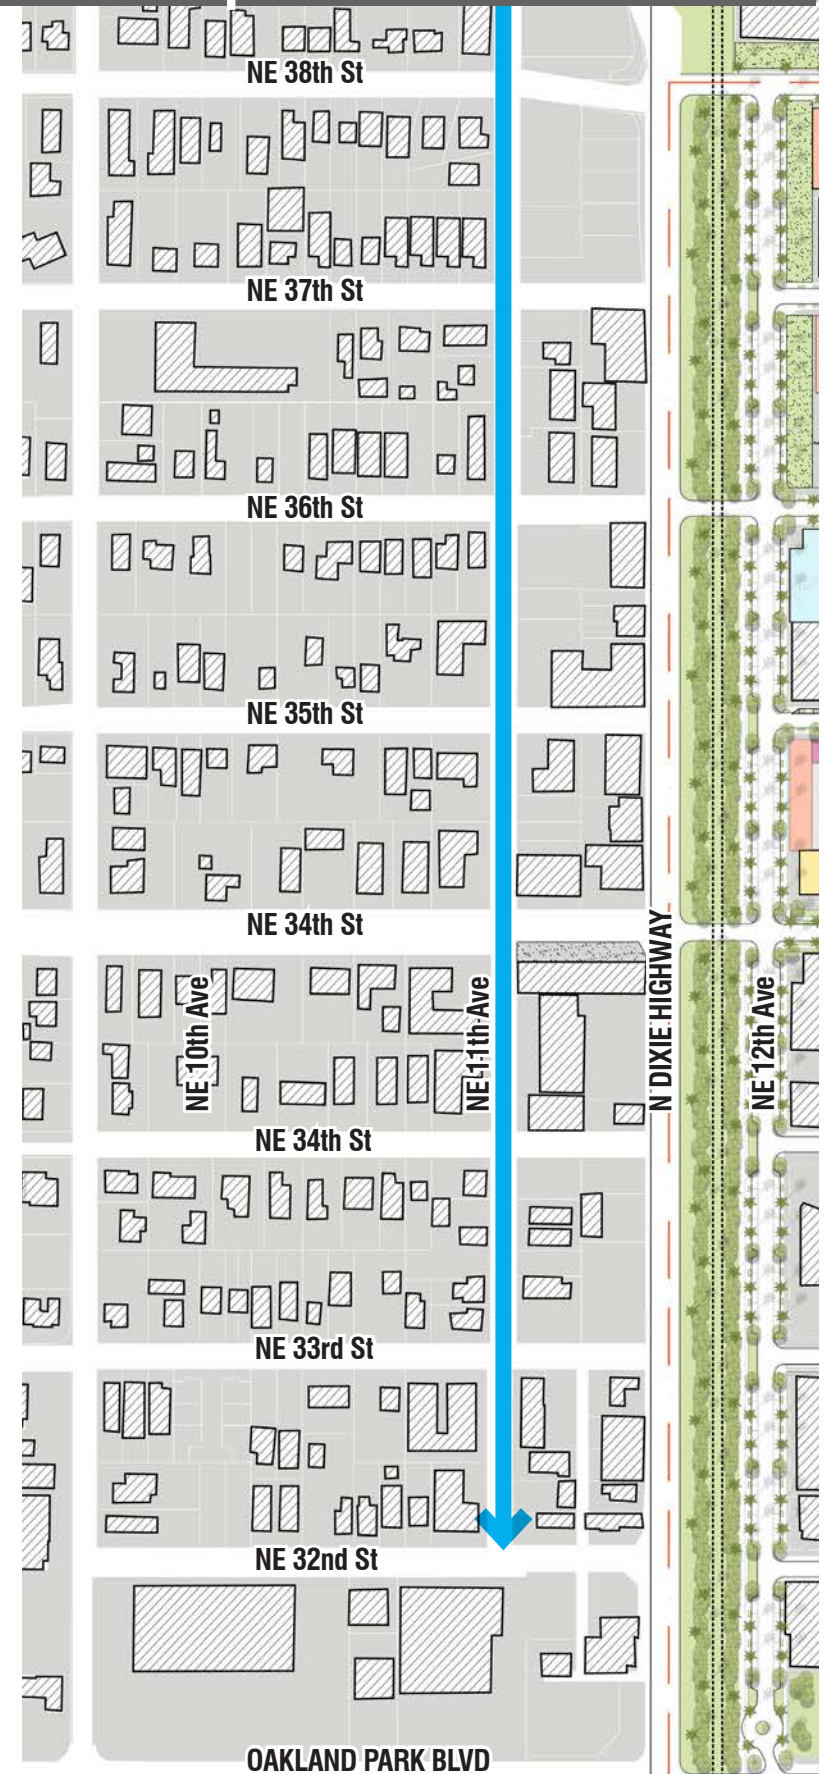 NE 38th St
NE 37th St
NE 36th St
NE 35th St
NE 34th St
NE 10th Ave
NE 11th Ave
N DIXIE HIGHWAY
NE 12th Ave
NE 34th St
NE 33rd St
NE 32nd St
OAKLAND PARK BLVD